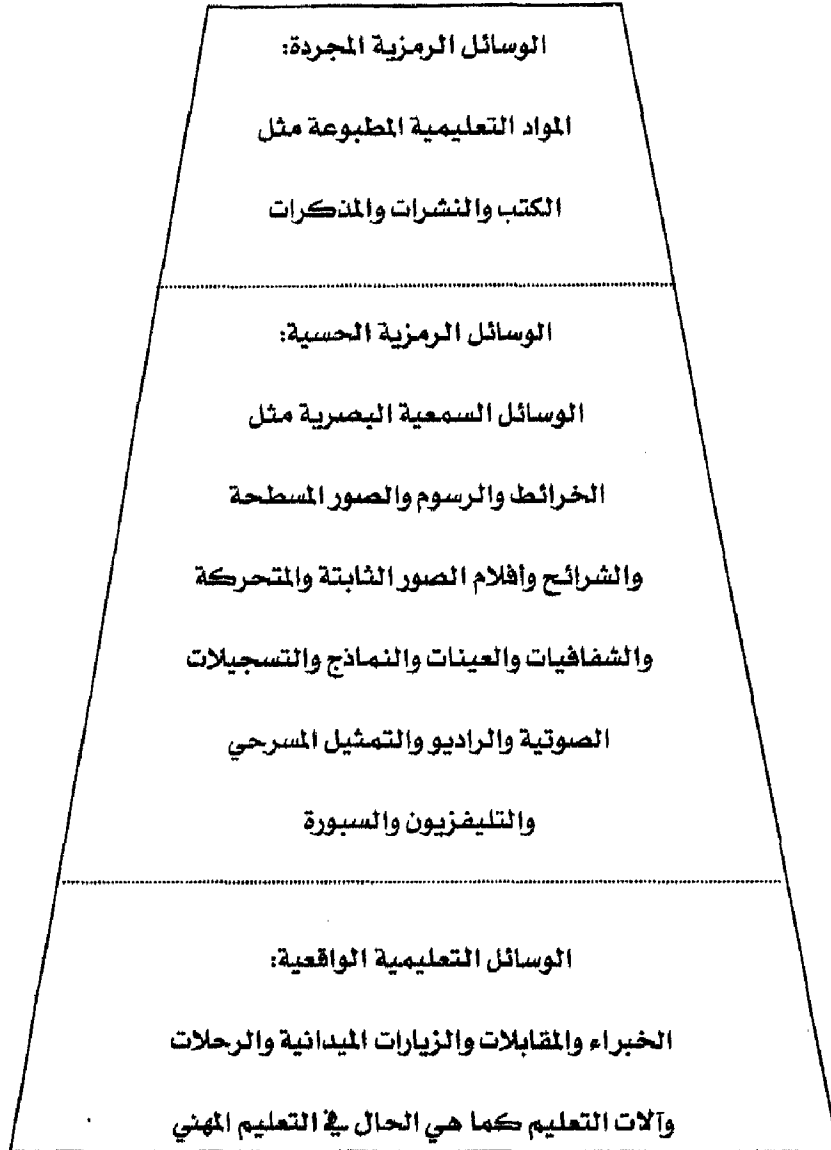 الوسائل الرمزية المجردة:
المواد التعليمية المطبوعة مثل
الكتب والنشرات والمذكرات
الوسائل الرمزية الحسية:
الوسائل السمعية البصرية مثل
الخرائط والرسوم والصور المسطحة
والشرائح وأفلام الصور الثابتة والمتحركة
والشفافيات والعينات والنماذج والتسجيلات
الصوتية والراديو والتمثيل المسرحي
والتليفزيون والسبورة
الوسائل التعليمية الواقعية:
الخبراء والمقابلات والزيارات الميدانية والرحلات
وآلات التعليم كما هي الحال في التعليم المهني